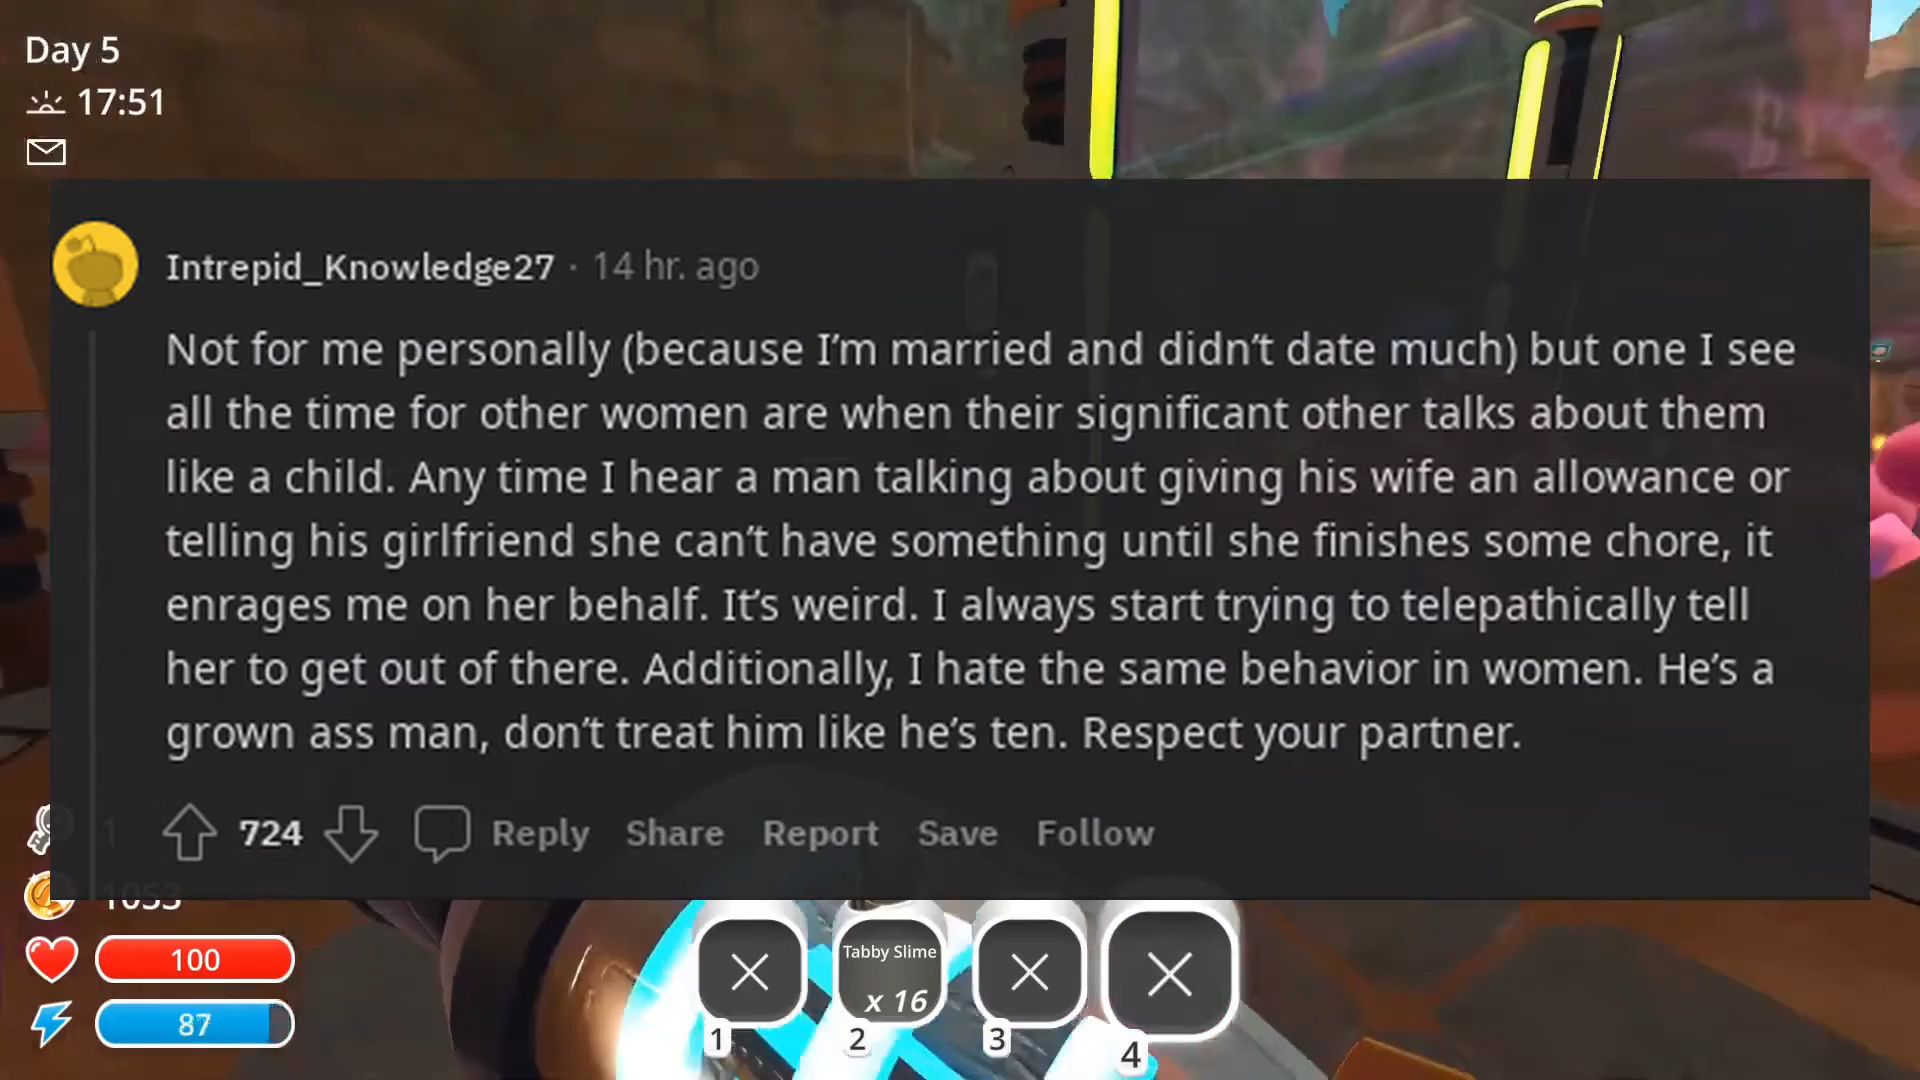 Day 5
17:51
Intrepid_Knowledge27 · 14 hr. ago
Not for me personally (because I'm married and didn't date much) but one I see
all the time for other women are when their significant other talks about them
like a child. Any time I hear a man talking about giving his wife an allowance or
telling his girlfriend she can't have something until she finishes some chore, it
enrages me on her behalf. It's weird. I always start trying to telepathically tell
her to get out of there. Additionally, I hate the same behavior in women. He's a
grown ass man, don't treat him like he's ten. Respect your partner.
1
724 Reply Share Report Save Follow
1053
100
87
Tabby Slime
x 16
1 2 3 4